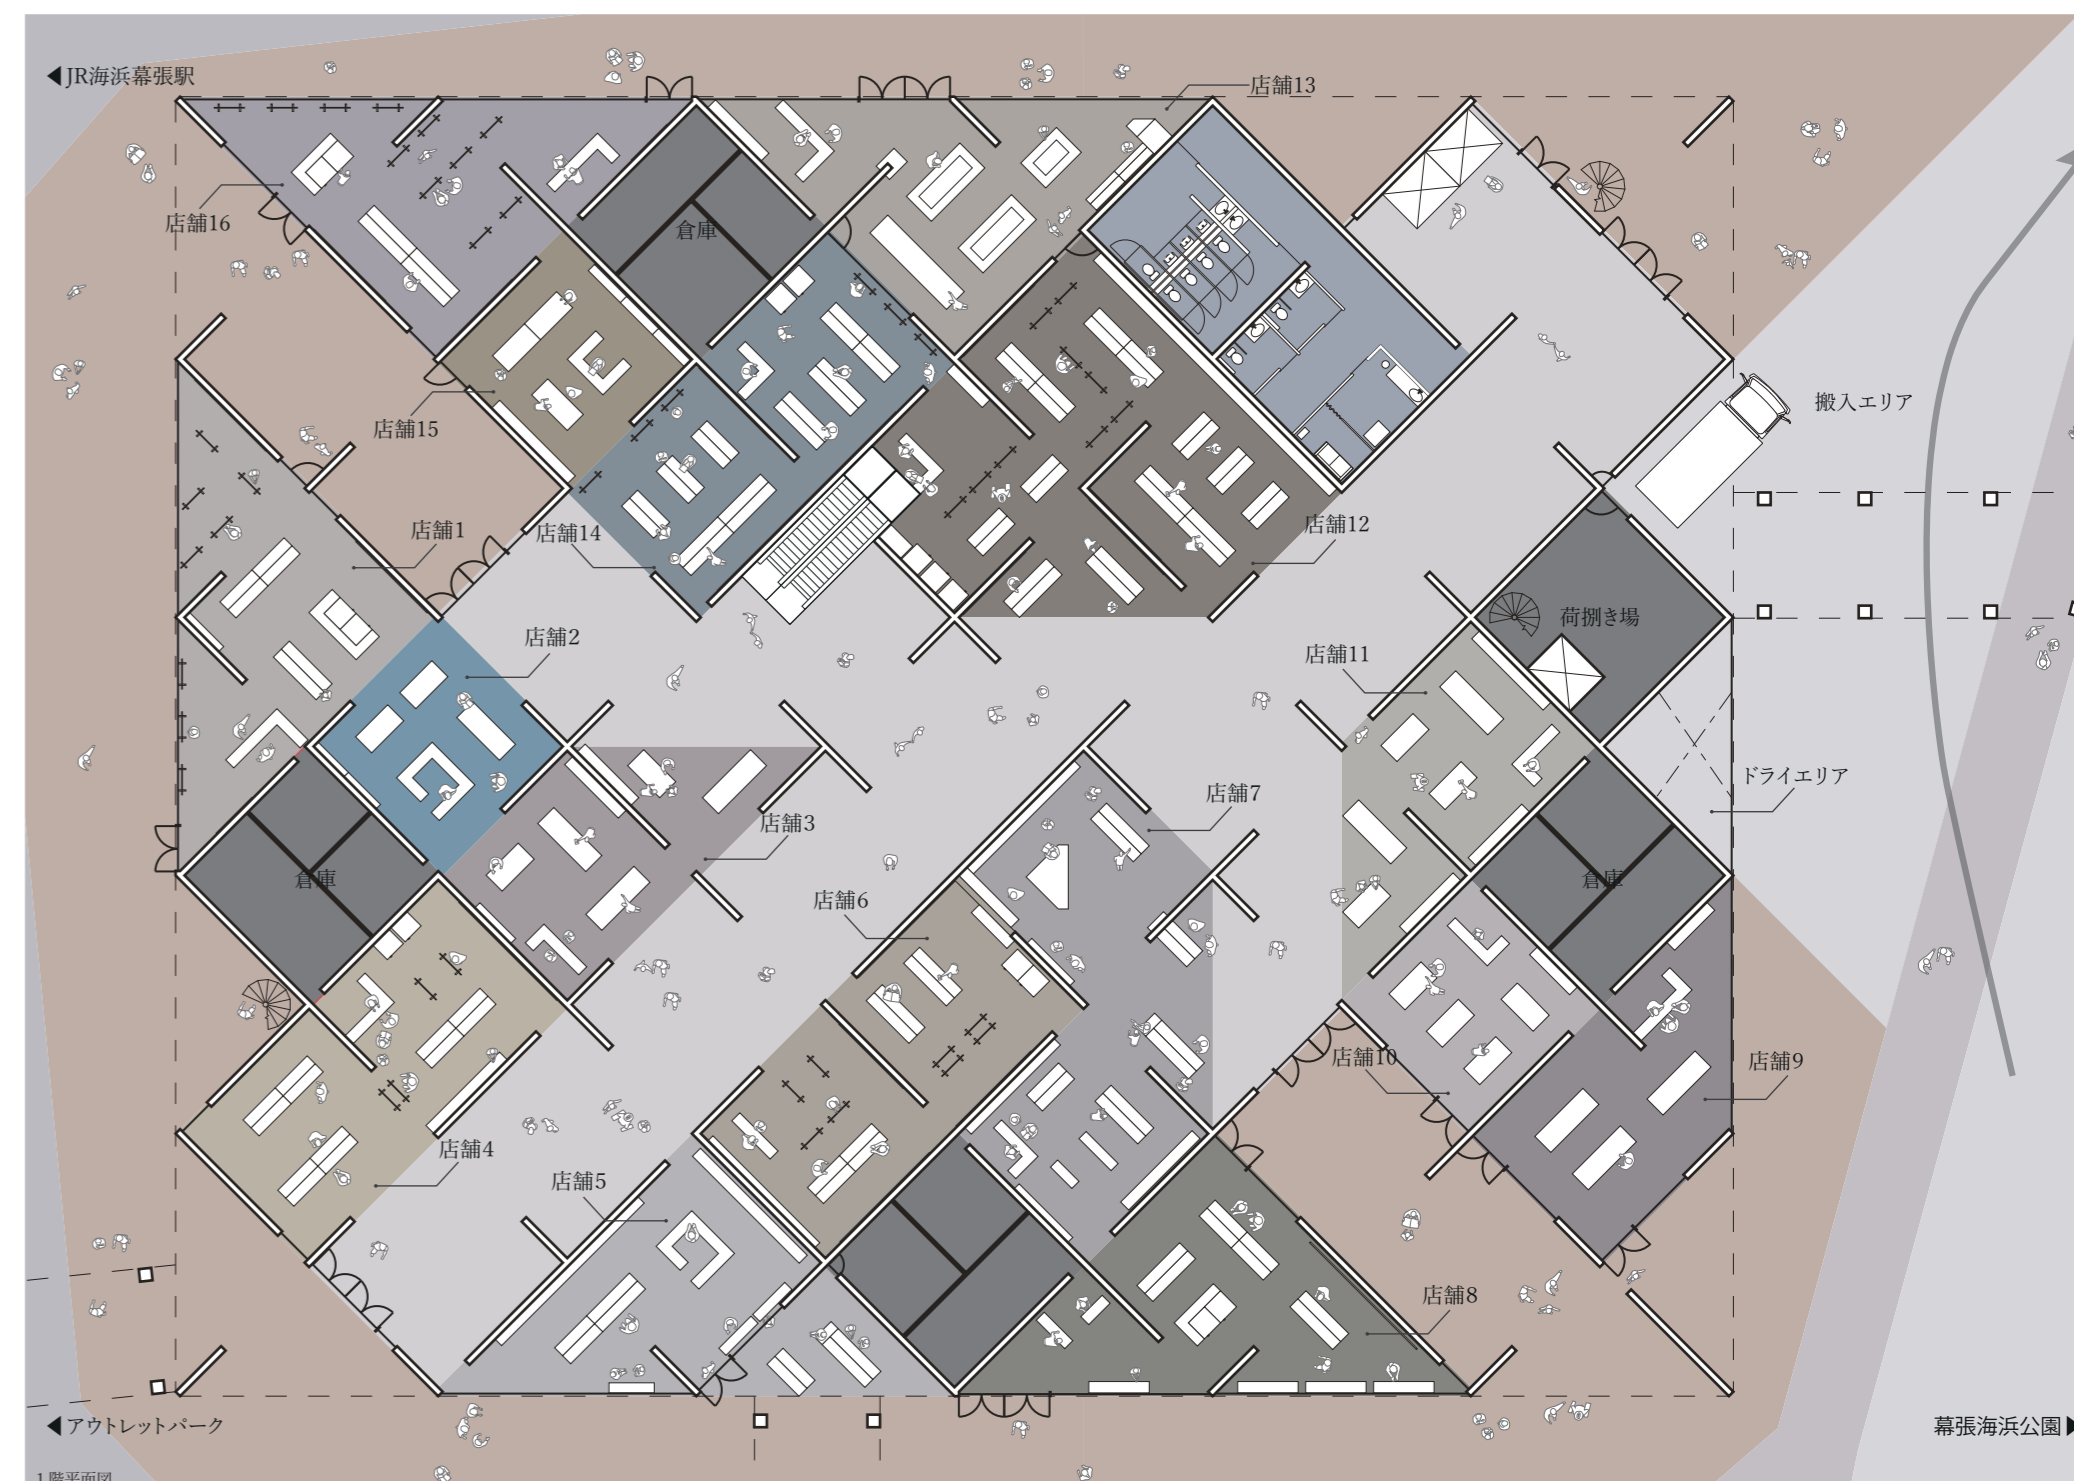 ◀JR海浜幕張駅
店舗13
店舗16
倉庫
店舗15
搬入エリア
店舗1
店舗14
店舗12
店舗2
荷捌き場
店舗11
ドライエリア
店舗7
店舗3
倉庫
倉庫
店舗6
店舗10
店舗9
店舗4
店舗5
店舗8
◀アウトレットパーク
幕張海浜公園▶
1階平面図